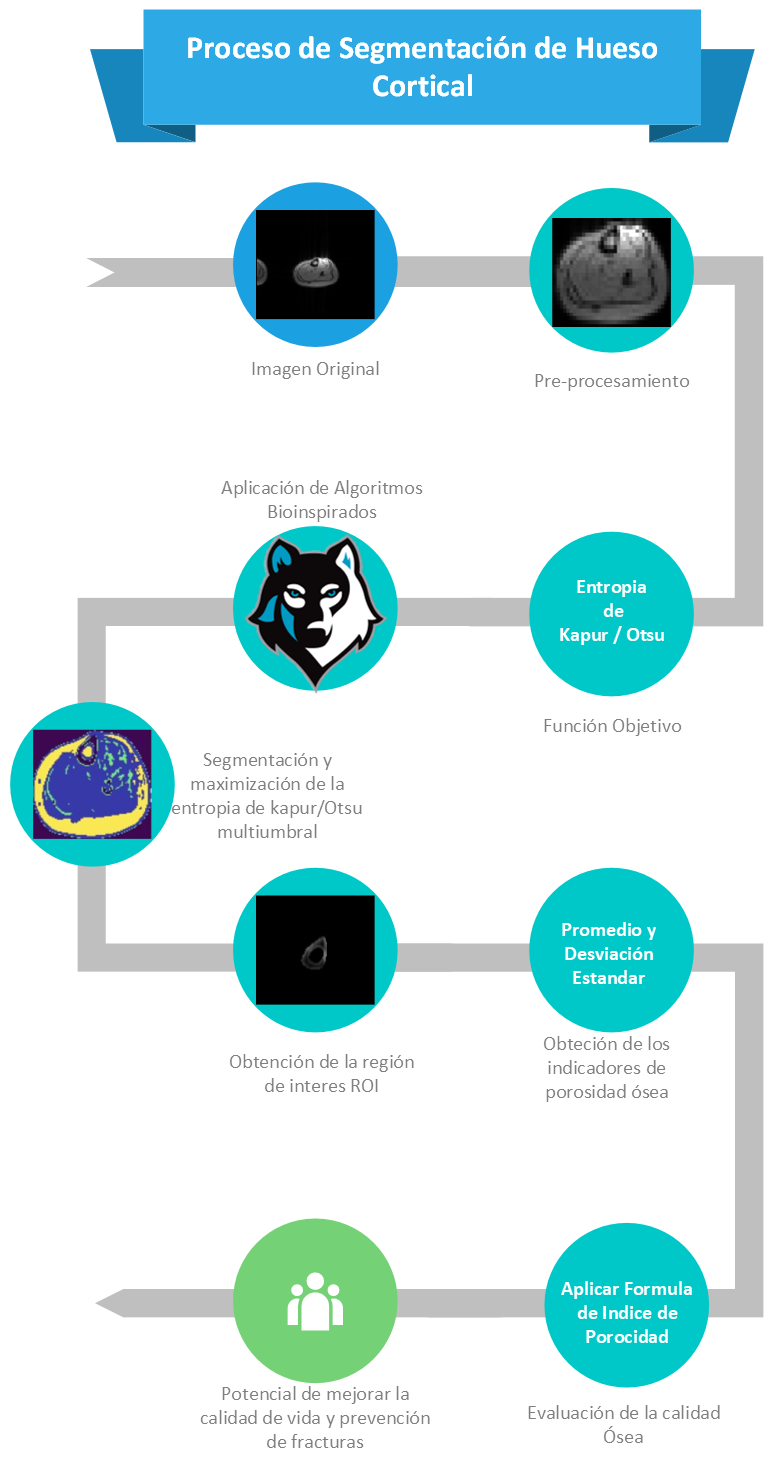 Proceso de Segmentación de Hueso
Cortical
Imagen Original
Pre-procesamiento
Aplicación de Algoritmos
Bioinspirados
Entropia
de
Kapur / Otsu
Función Objetivo
Segmentación y
maximización de la
entropia de kapur/Otsu
multiumbral
Obtención de la región
de interes ROI
Promedio y
Desviación
Estandar
Obteción de los
indicadores de
porosidad ósea
Aplicar Formula
de Indice de
Porocidad
Evaluación de la calidad
Ósea
Potencial de mejorar la
calidad de vida y prevención
de fracturas